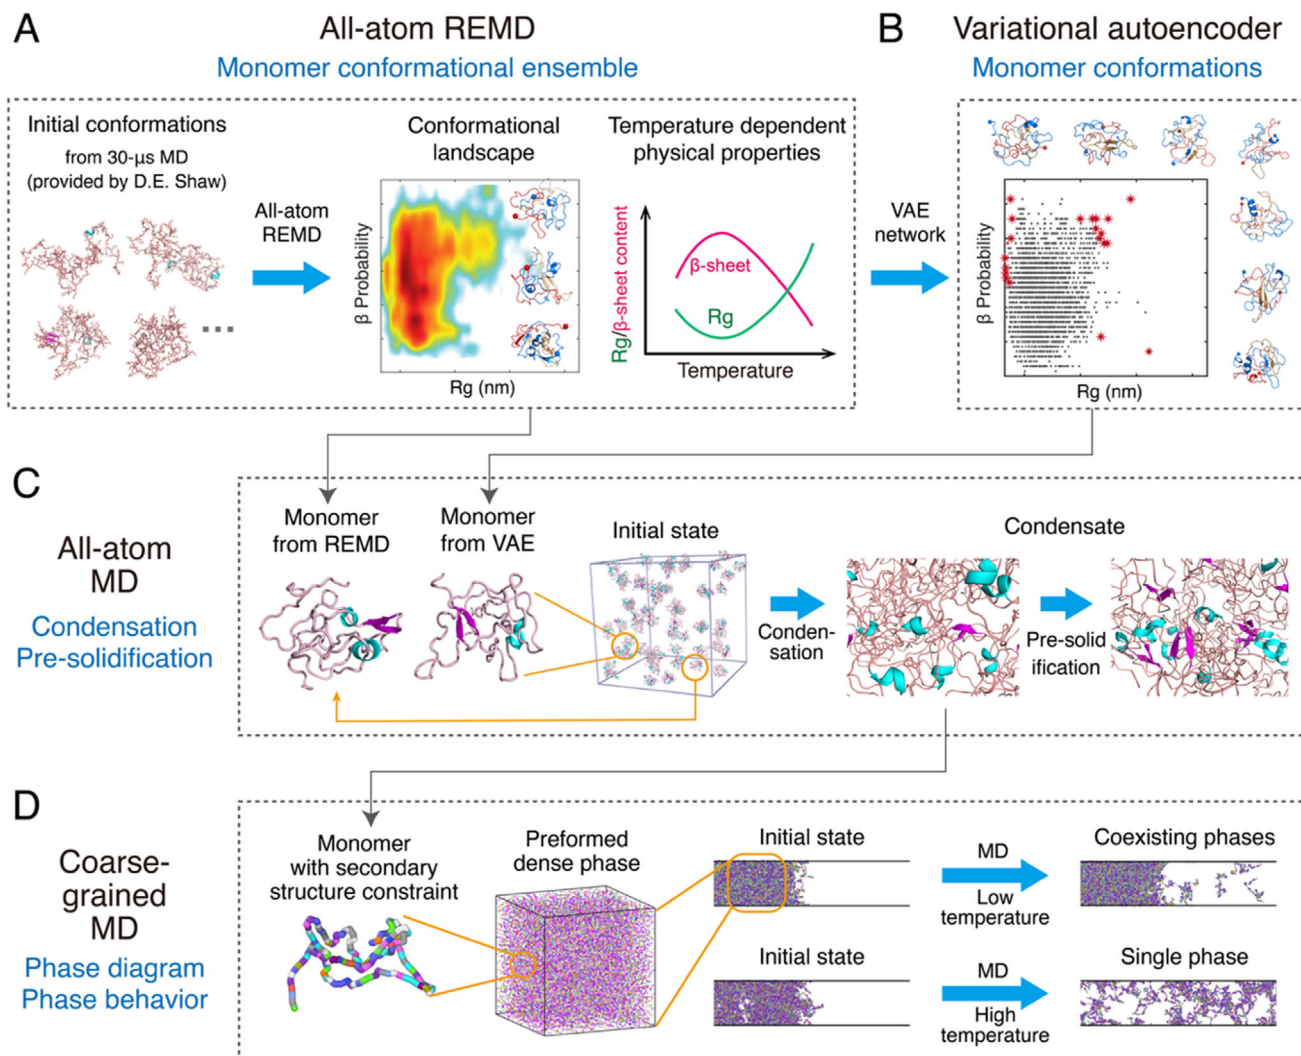 A
All-atom REMD
Monomer conformational ensemble
Initial conformations
from 30-μs MD
(provided by D.E. Shaw)
All-atom
REMD
Conformational
landscape
β Probability
Rg (nm)
Temperature dependent
physical properties
Rg/β-sheet content
β-sheet
Rg
Temperature
VAE
network
B
Variational autoencoder
Monomer conformations
β Probability
Rg (nm)
C
All-atom
MD
Condensation
Pre-solidification
Monomer
from REMD
Monomer
from VAE
Initial state
Conden-
sation
Condensate
Pre-solid
ification
D
Coarse-
grained
MD
Phase diagram
Phase behavior
Monomer
with secondary
structure constraint
Preformed
dense phase
Initial state
MD
Low
temperature
Coexisting phases
Initial state
MD
High
temperature
Single phase